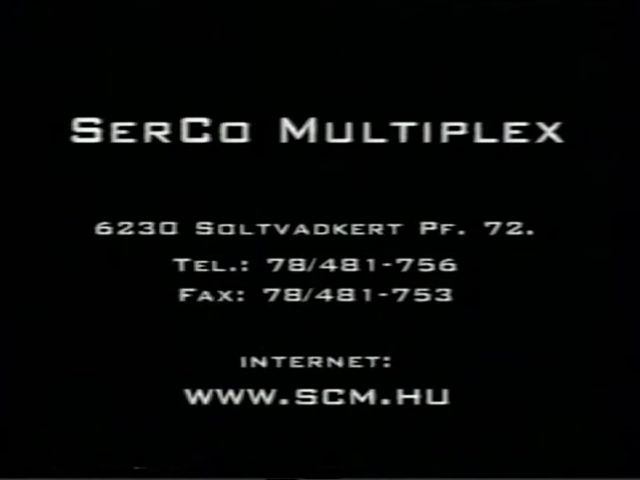 SerCo Multiplex
6230 Soltvadkert Pf. 72.
Tel.: 78/481-756
Fax: 78/481-753
internet:
www.scm.hu